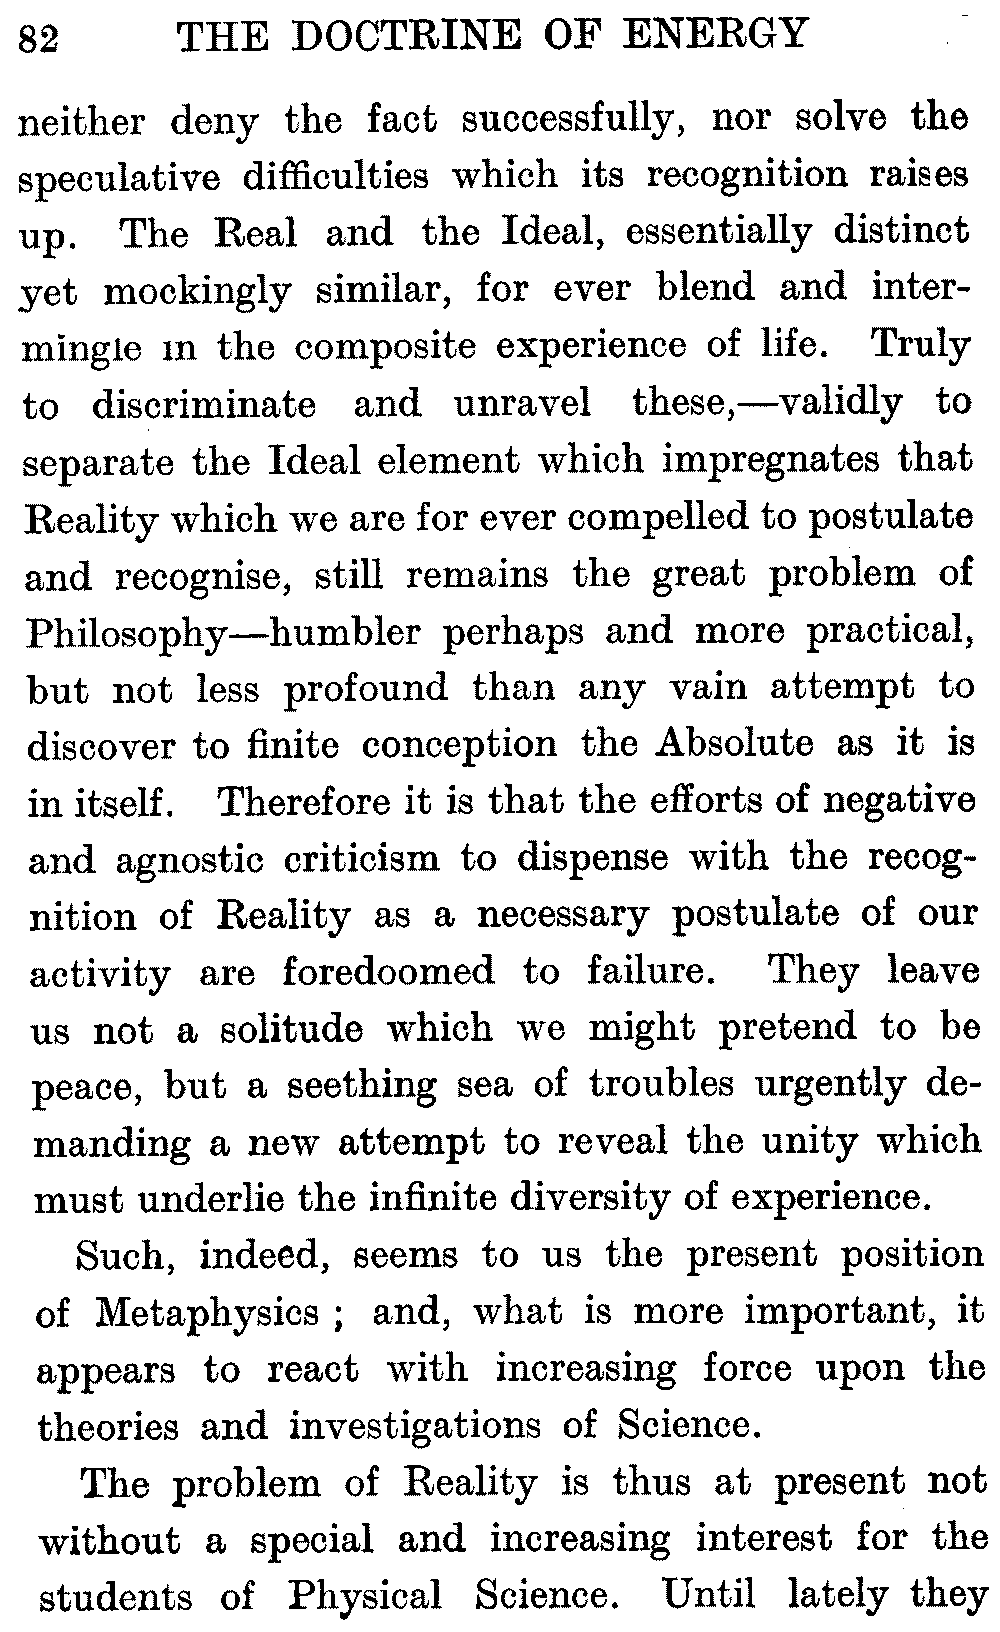 82 THE DOCTRINE OF ENERGY
neither deny the fact successfully, nor solve the
speculative difficulties which its recognition raises
up. The Real and the Ideal, essentially distinct
yet mockingly similar, for ever blend and inter-
mingle in the composite experience of life. Truly
to discriminate and unravel these,—validly to
separate the Ideal element which impregnates that
Reality which we are for ever compelled to postulate
and recognise, still remains the great problem of
Philosophy—humbler perhaps and more practical,
but not less profound than any vain attempt to
discover to finite conception the Absolute as it is
in itself. Therefore it is that the efforts of negative
and agnostic criticism to dispense with the recog-
nition of Reality as a necessary postulate of our
activity are foredoomed to failure. They leave
us not a solitude which we might pretend to be
peace, but a seething sea of troubles urgently de-
manding a new attempt to reveal the unity which
must underlie the infinite diversity of experience.
Such, indeed, seems to us the present position
of Metaphysics ; and, what is more important, it
appears to react with increasing force upon the
theories and investigations of Science.
The problem of Reality is thus at present not
without a special and increasing interest for the
students of Physical Science. Until lately they